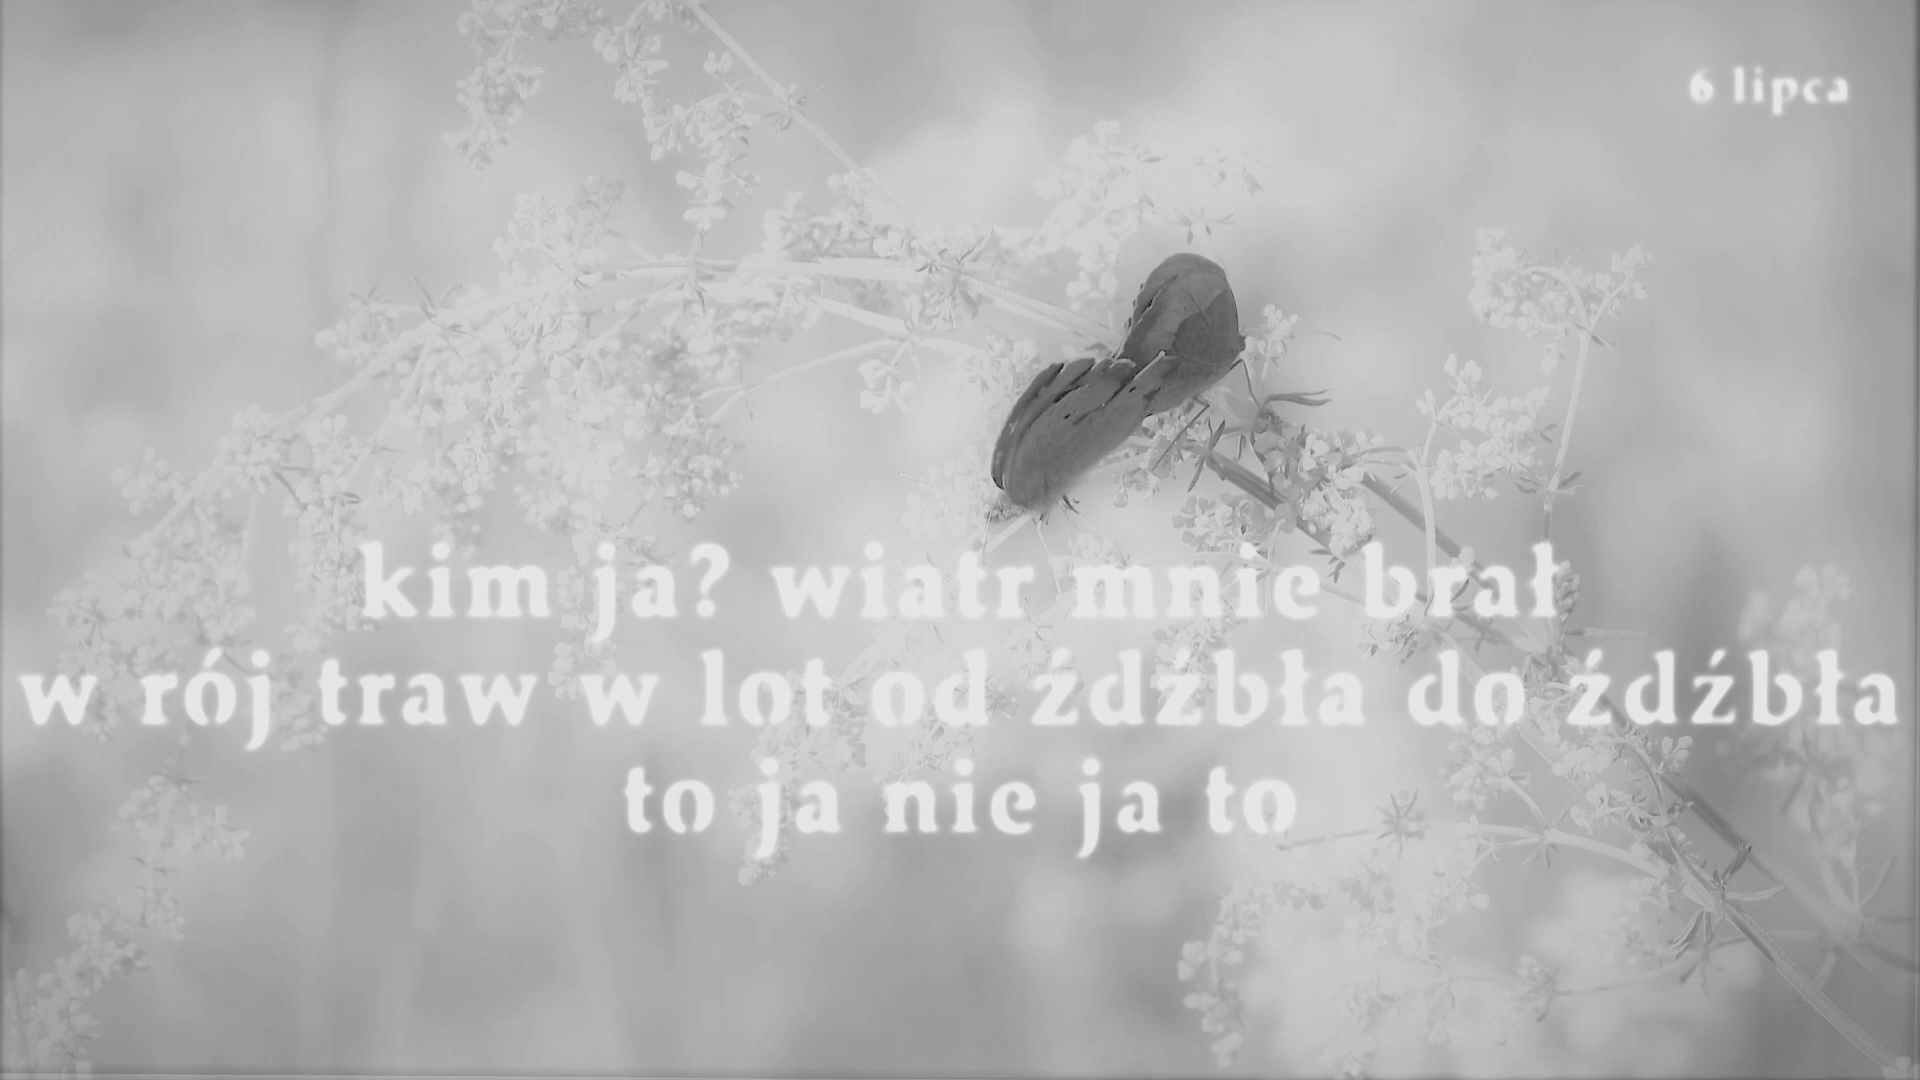 6 lipca
kim ja? wiatr mnie brał
w rój traw w lot od źdźbła do źdźbła
to ja nie ja to